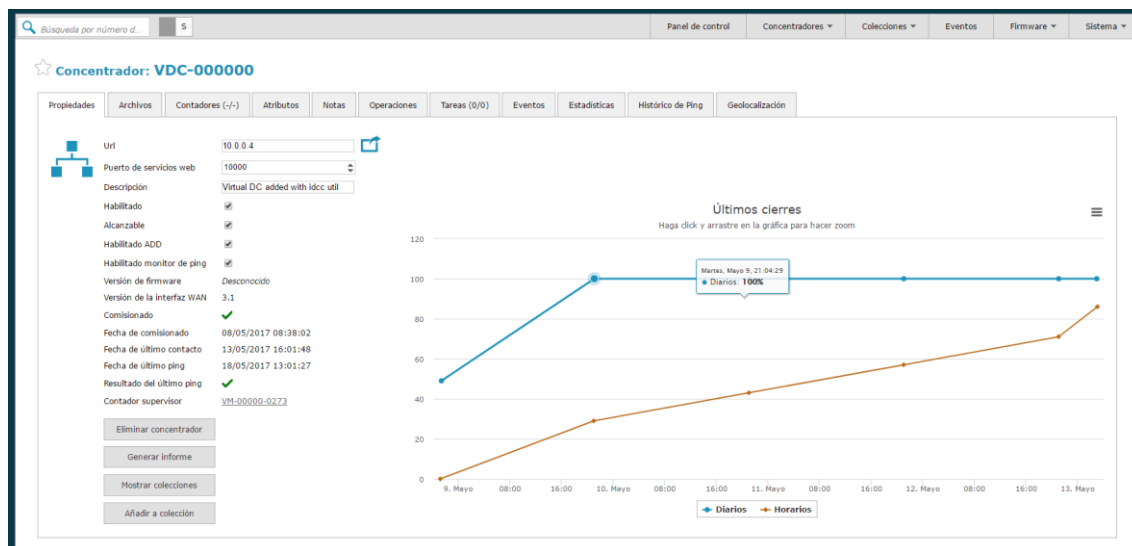 Búsqueda por número d... S Panel de control Concentradores Colecciones Eventos Firmware Sistema
Concentrador: VDC-000000
Propiedades Archivos Contadores (-/-) Atributos Notas Operaciones Tareas (0/0) Eventos Estadísticas Histórico de Ping Geolocalización
Url 10.0.0.4
Puerto de servicios web 10000
Descripción Virtual DC added with idcc util
Habilitado
Alcanzable
Habilitado ADD
Habilitado monitor de ping
Versión de firmware Desconocido
Versión de la interfaz WAN 3.1
Comisionado
Fecha de comisionado 08/05/2017 08:38:02
Fecha de último contacto 13/05/2017 16:01:48
Fecha de último ping 18/05/2017 13:01:27
Resultado del último ping
Contador supervisor VM-00000-0273
Eliminar concentrador
Generar informe
Mostrar colecciones
Añadir a colección
Últimos cierres
Haga click y arrastre en la gráfica para hacer zoom
120
100
80
60
40
20
0
Martes, Mayo 9, 21:04:29
Diarios: 100%
9. Mayo 08:00 16:00 10. Mayo 08:00 16:00 11. Mayo 08:00 16:00 12. Mayo 08:00 16:00 13. Mayo
Diarios Horarios